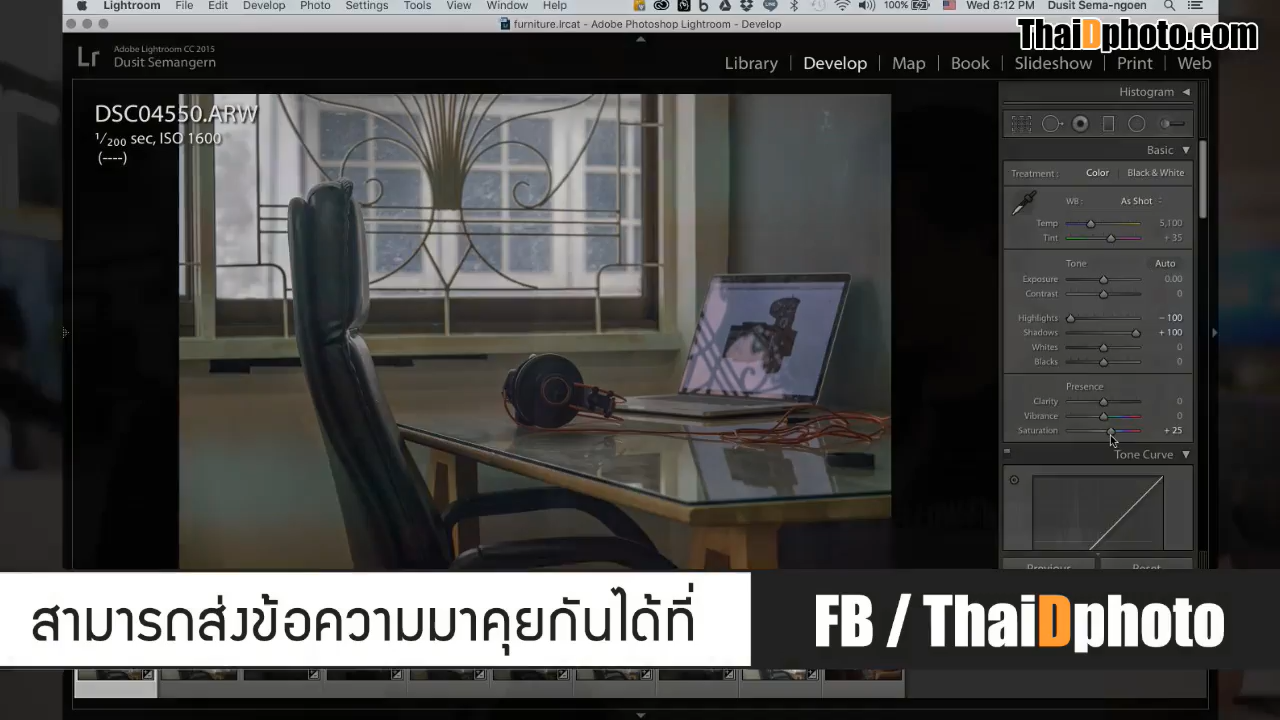 Lightroom File Edit Develop Photo Settings Tools View Window Help 100% Wed 8:12 PM Dusit Sema-ngoen
furniture.lrcat - Adobe Photoshop Lightroom - Develop
ThaiDphoto.com
Lr Adobe Lightroom CC 2015
Dusit Semangern
Library Develop Map Book Slideshow Print Web
Histogram
DSC04550.ARW
1/200 sec, ISO 1600
(----)
Basic
Treatment : Color Black & White
WB : As Shot
Temp 5,100
Tint + 35
Tone Auto
Exposure 0.00
Contrast 0
Highlights − 100
Shadows + 100
Whites 0
Blacks 0
Presence
Clarity 0
Vibrance 0
Saturation + 25
Tone Curve
Previous Reset
สามารถส่งข้อความมาคุยกันได้ที่
FB / ThaiDphoto